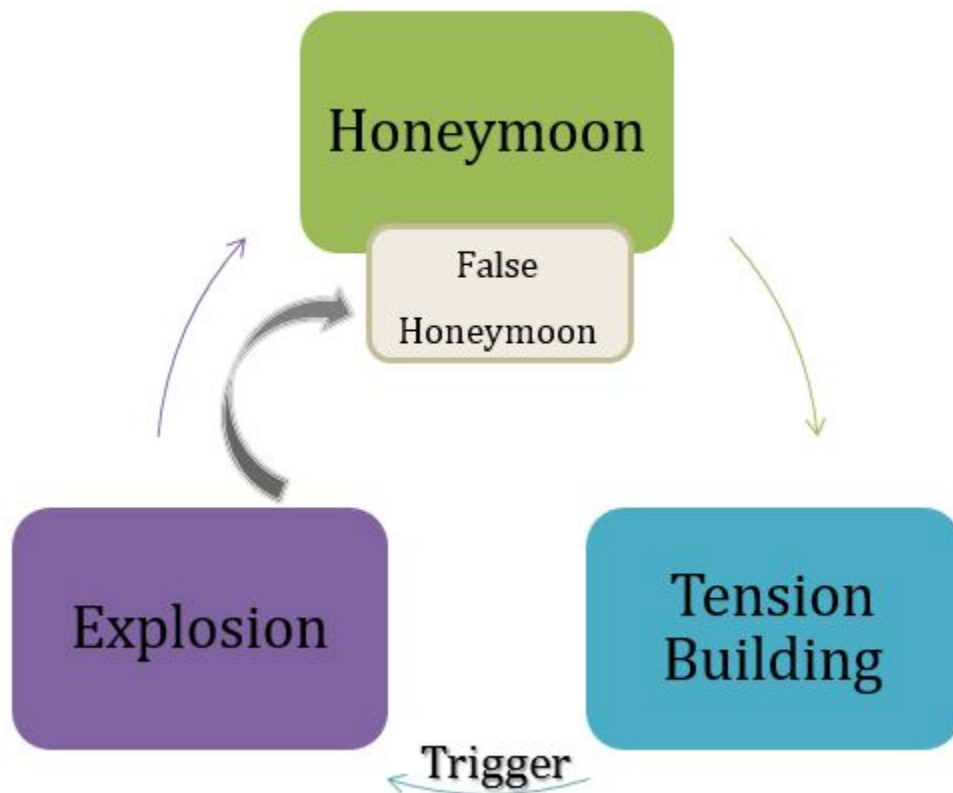 Honeymoon
False
Honeymoon
Explosion
Tension
Building
Trigger